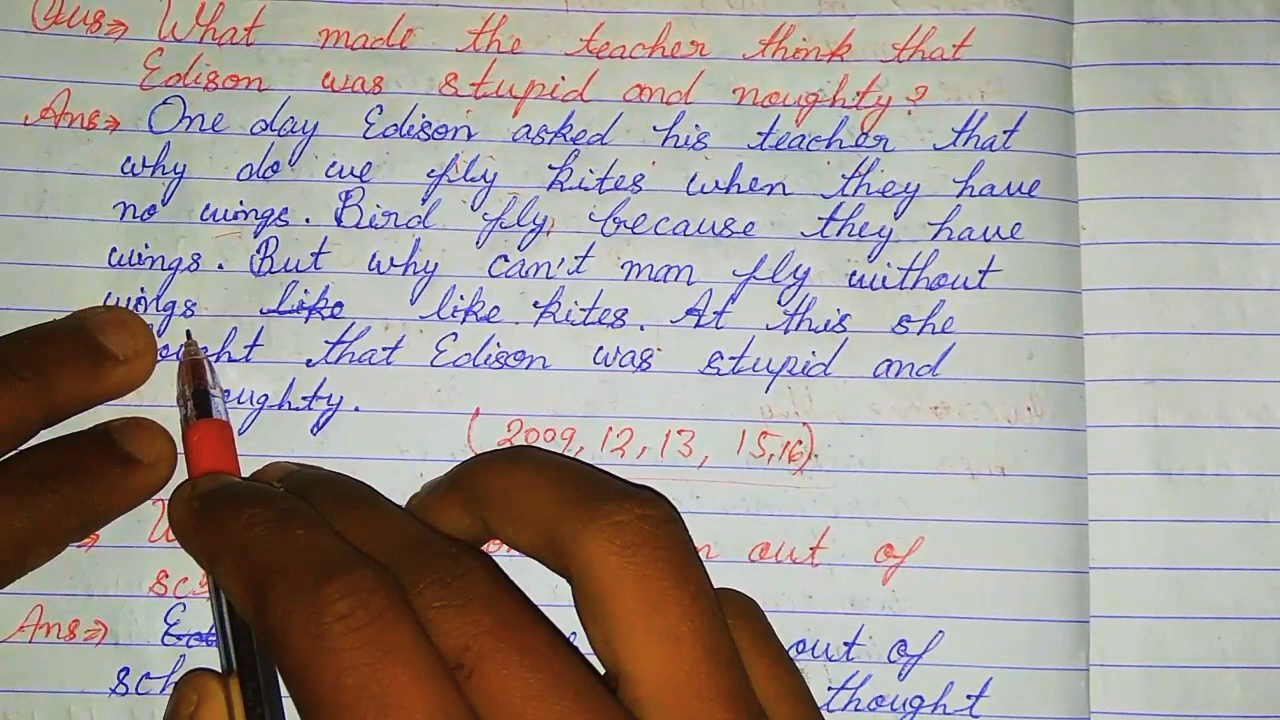 Ques⇒ What made the teacher think that
Edison was stupid and noughty?
Ans⇒ One day Edison asked his teacher that
why do we fly kites when they have
no wings. Bird fly, because they have
wings. But why can't man fly without
wings like like kites. At this she
that Edison was stupid and
(2009, 12, 13, 15, 16)
out of
Ans⇒
out of
thought